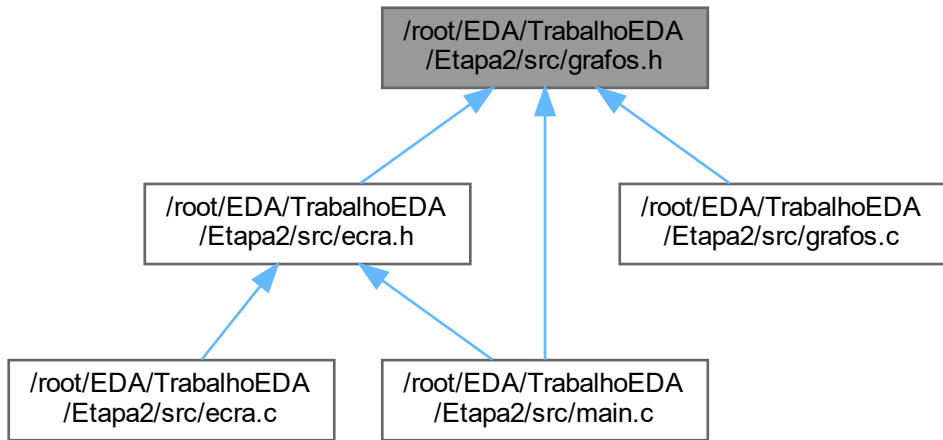 /root/EDA/TrabalhoEDA
/Etapa2/src/grafos.h
/root/EDA/TrabalhoEDA
/Etapa2/src/ecra.h
/root/EDA/TrabalhoEDA
/Etapa2/src/grafos.c
/root/EDA/TrabalhoEDA
/Etapa2/src/ecra.c
/root/EDA/TrabalhoEDA
/Etapa2/src/main.c